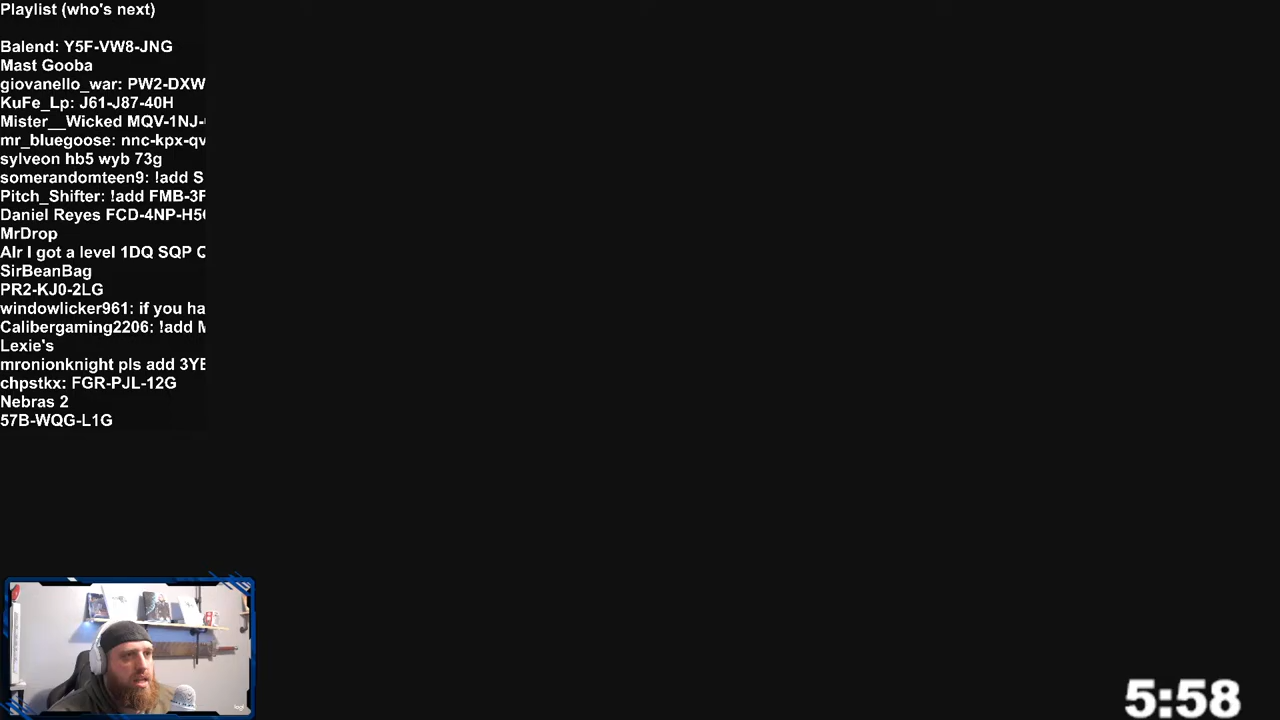 Playlist (who's next)
Balend: Y5F-VW8-JNG
Mast Gooba
giovanello_war: PW2-DXW
KuFe_Lp: J61-J87-40H
Mister__Wicked MQV-1NJ-
mr_bluegoose: nnc-kpx-qv
sylveon hb5 wyb 73g
somerandomteen9: !add S
Pitch_Shifter: !add FMB-3F
Daniel Reyes FCD-4NP-H5
MrDrop
Alr I got a level 1DQ SQP
SirBeanBag
PR2-KJ0-2LG
windowlicker961: if you ha
Calibergaming2206: !add M
Lexie's
mronionknight pls add 3YE
chpstkx: FGR-PJL-12G
Nebras 2
57B-WQG-L1G
5:58